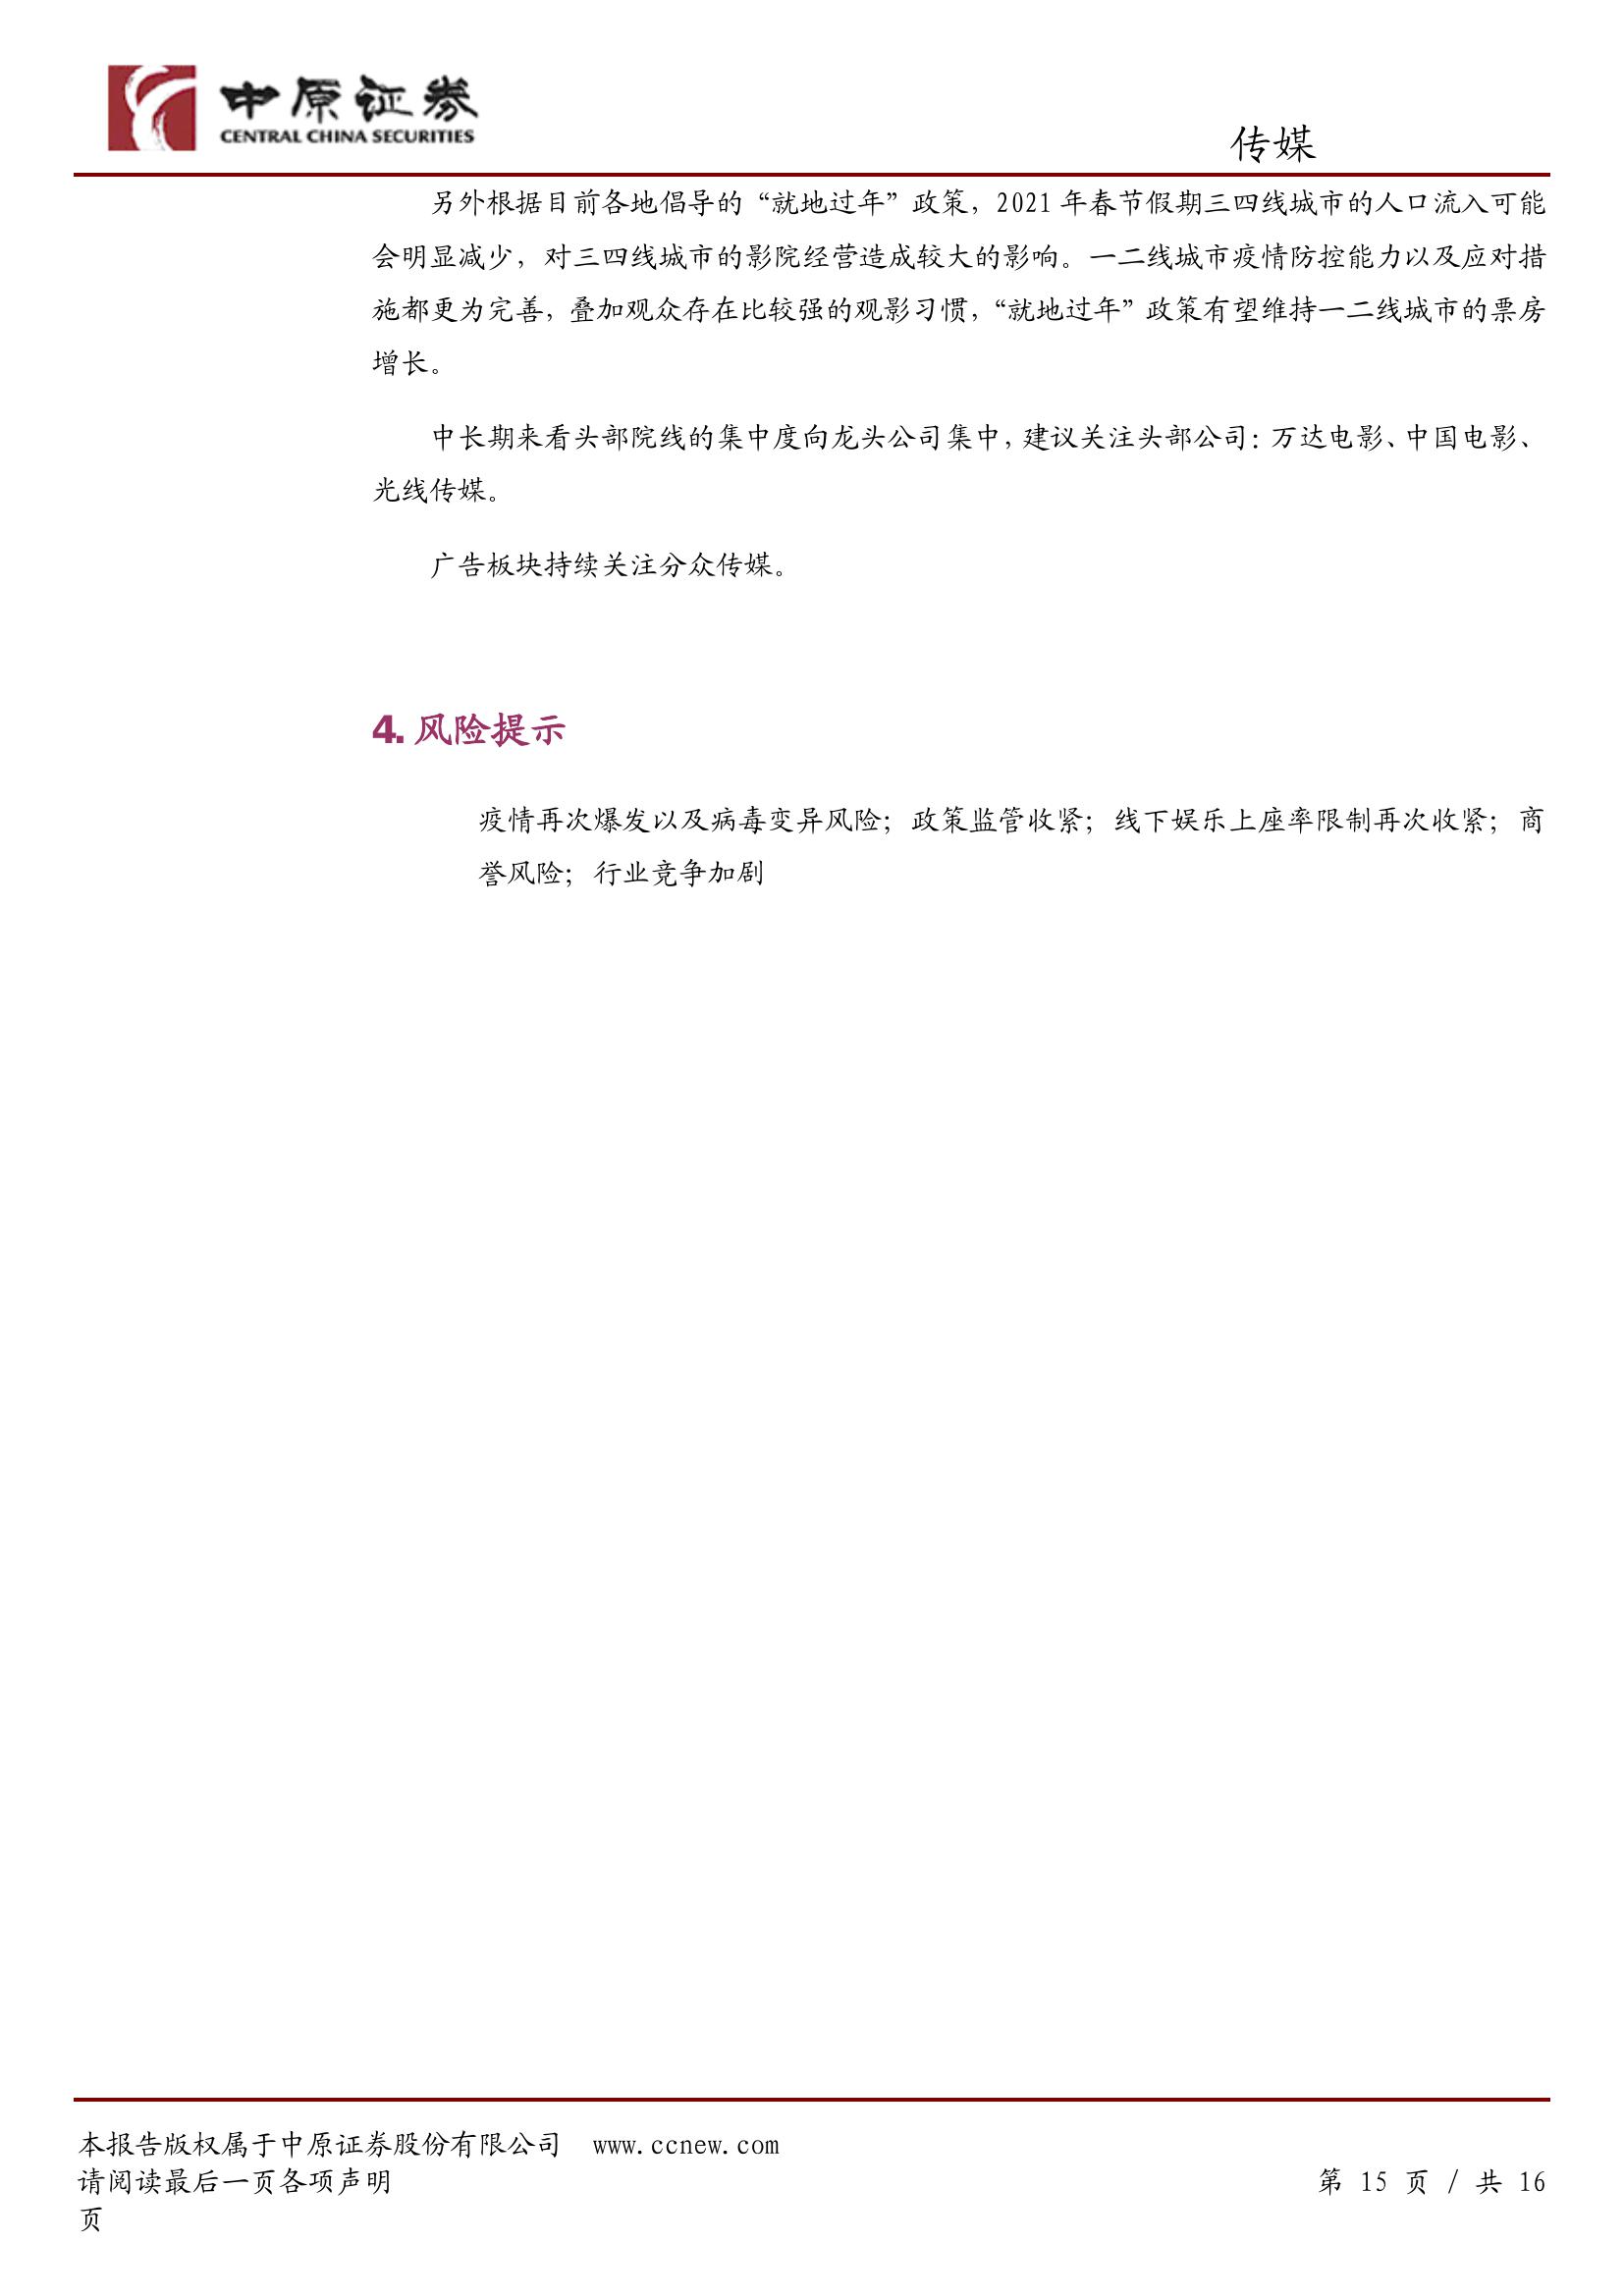 中原证券
CENTRAL CHINA SECURITIES
传媒
另外根据目前各地倡导的“就地过年”政策，2021 年春节假期三四线城市的人口流入可能
会明显减少，对三四线城市的影院经营造成较大的影响。一二线城市疫情防控能力以及应对措
施都更为完善，叠加观众存在比较强的观影习惯，“就地过年”政策有望维持一二线城市的票房
增长。
中长期来看头部院线的集中度向龙头公司集中，建议关注头部公司：万达电影、中国电影、
光线传媒。
广告板块持续关注分众传媒。
4. 风险提示
疫情再次爆发以及病毒变异风险；政策监管收紧；线下娱乐上座率限制再次收紧；商
誉风险；行业竞争加剧
本报告版权属于中原证券股份有限公司 www.ccnew.com
请阅读最后一页各项声明 第 15 页 / 共 16
页